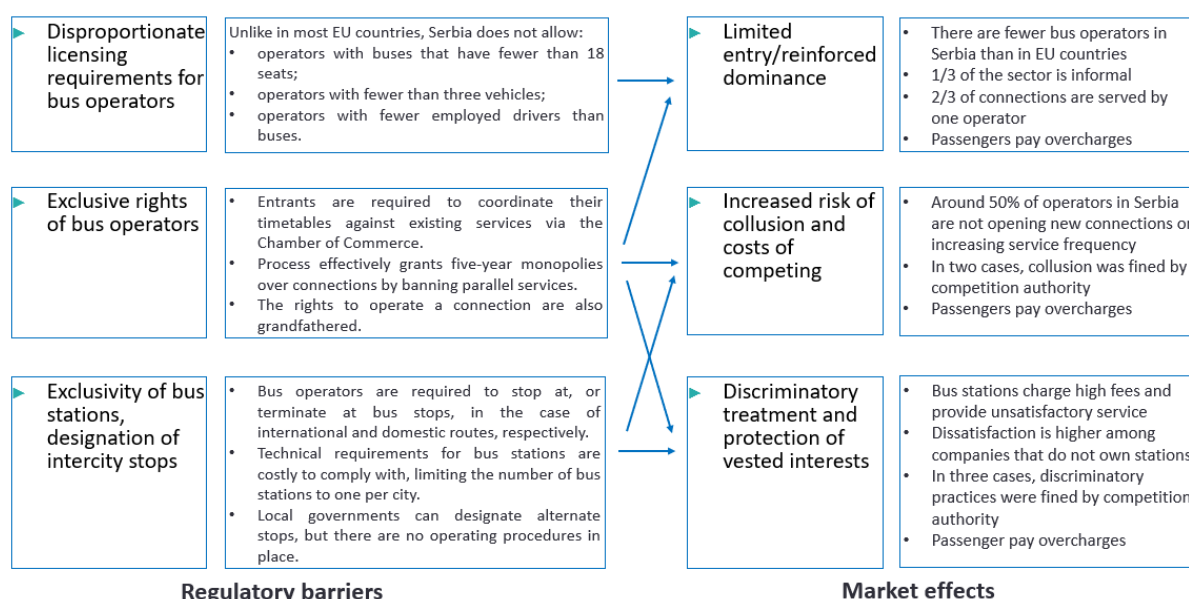 Disproportionate
licensing
requirements for
bus operators
Unlike in most EU countries, Serbia does not allow:
• operators with buses that have fewer than 18
seats;
• operators with fewer than three vehicles;
• operators with fewer employed drivers than
buses.
Limited
entry/reinforced
dominance
• There are fewer bus operators in
Serbia than in EU countries
• 1/3 of the sector is informal
• 2/3 of connections are served by
one operator
• Passengers pay overcharges
Exclusive rights
of bus operators
• Entrants are required to coordinate their
timetables against existing services via the
Chamber of Commerce.
• Process effectively grants five-year monopolies
over connections by banning parallel services.
• The rights to operate a connection are also
grandfathered.
Increased risk of
collusion and
costs of
competing
• Around 50% of operators in Serbia
are not opening new connections or
increasing service frequency
• In two cases, collusion was fined by
competition authority
• Passengers pay overcharges
Exclusivity of bus
stations,
designation of
intercity stops
• Bus operators are required to stop at, or
terminate at bus stops, in the case of
international and domestic routes, respectively.
• Technical requirements for bus stations are
costly to comply with, limiting the number of bus
stations to one per city.
• Local governments can designate alternate
stops, but there are no operating procedures in
place.
Discriminatory
treatment and
protection of
vested interests
• Bus stations charge high fees and
provide unsatisfactory service
• Dissatisfaction is higher among
companies that do not own stations
• In three cases, discriminatory
practices were fined by competition
authority
• Passenger pay overcharges
Regulatory barriers
Market effects